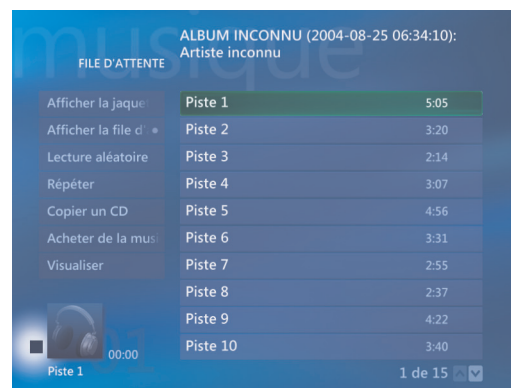 musique
ALBUM INCONNU (2004-08-25 06:34:10):
Artiste inconnu
FILE D'ATTENTE
Afficher la jaque
Piste 1 5:05
Afficher la file d'
Piste 2 3:20
Lecture aléatoire
Piste 3 2:14
Répéter
Piste 4 3:07
Copier un CD
Piste 5 4:56
Acheter de la musi
Piste 6 3:31
Visualiser
Piste 7 2:55
Piste 8 2:37
Piste 9 4:22
Piste 10 3:40
01
00:00
Piste 1
1 de 15